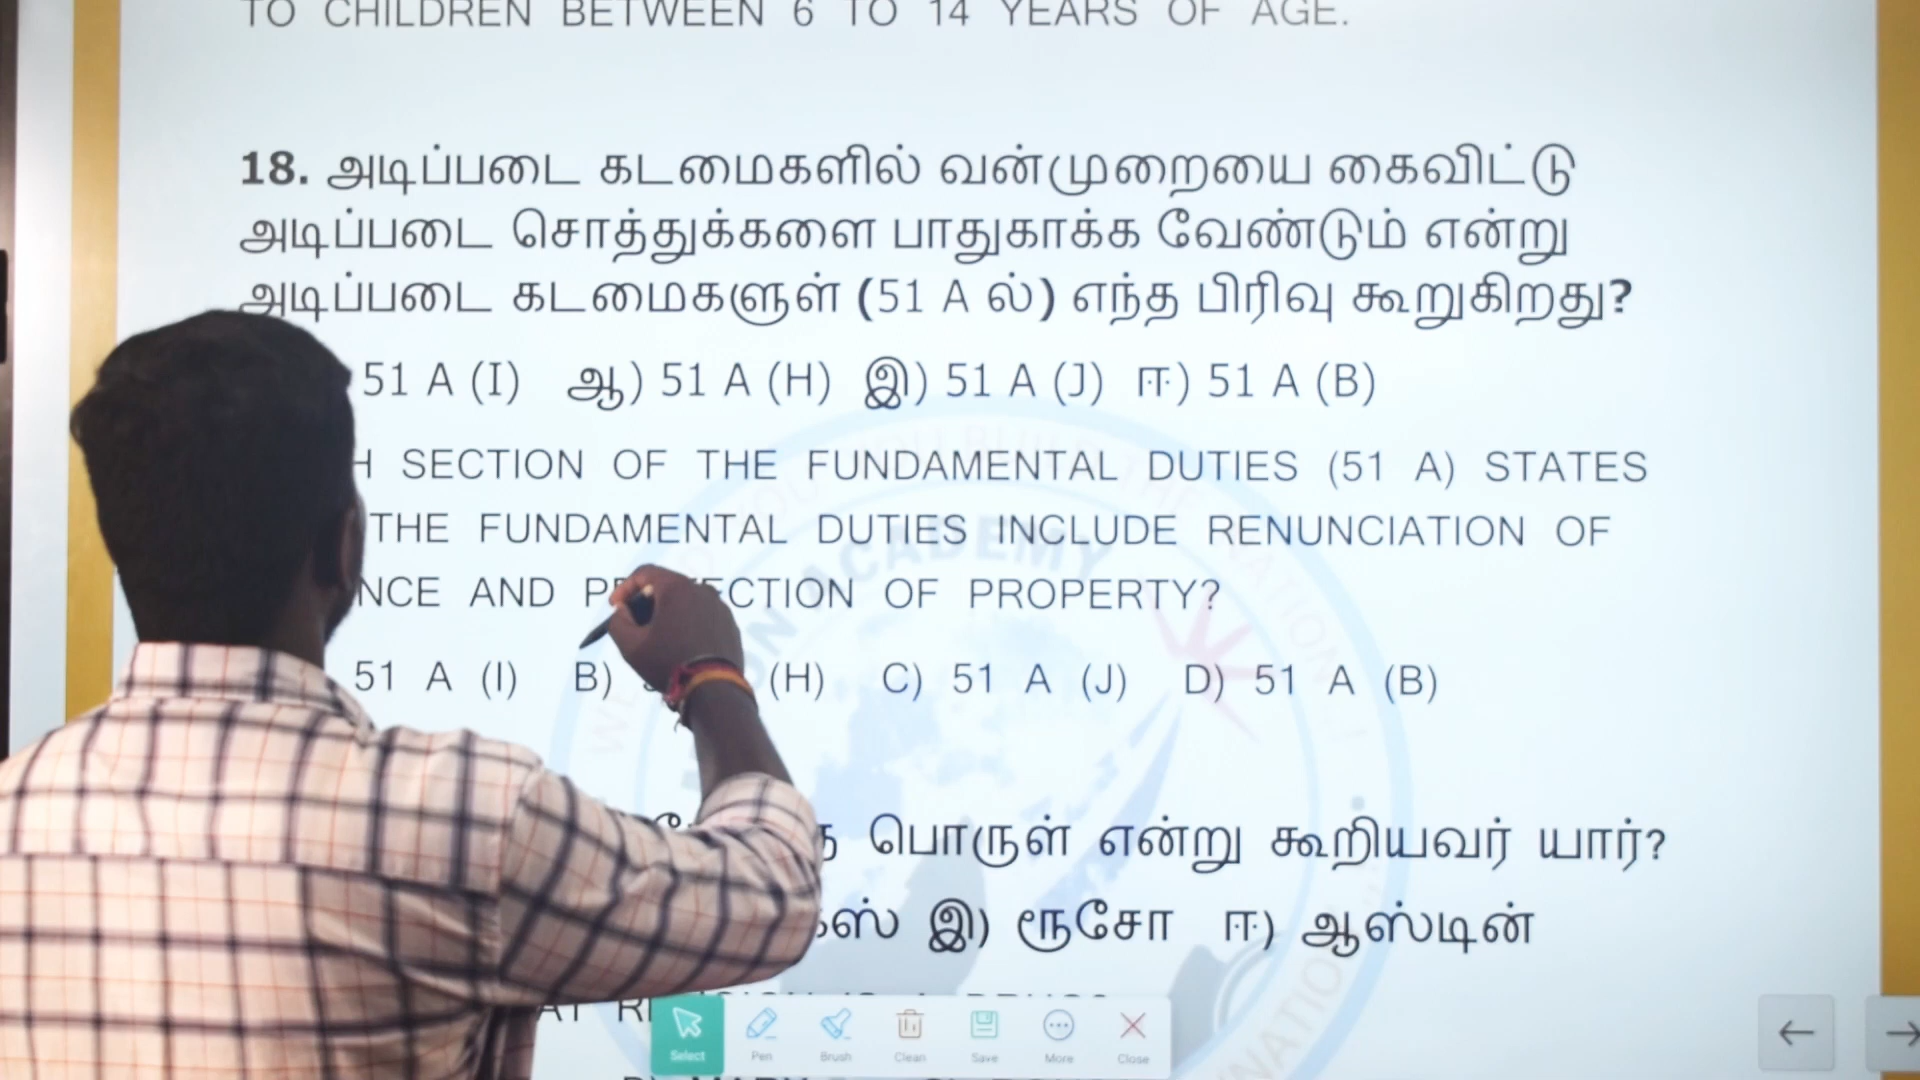 TO CHILDREN BETWEEN 6 TO 14 YEARS OF AGE.
18. அடிப்படை கடமைகளில் வன்முறையை கைவிட்டு
அடிப்படை சொத்துக்களை பாதுகாக்க வேண்டும் என்று
அடிப்படை கடமைகளுள் (51 A ல்) எந்த பிரிவு கூறுகிறது?
51 A (I) ஆ) 51 A (H) இ) 51 A (J) ஈ) 51 A (B)
SECTION OF THE FUNDAMENTAL DUTIES (51 A) STATES
THE FUNDAMENTAL DUTIES INCLUDE RENUNCIATION OF
AND OF PROPERTY?
51 A (I) B) (H) C) 51 A (J) D) 51 A (B)
பொருள் என்று கூறியவர் யார்?
இ) ரூசோ ஈ) ஆஸ்டின்
Select Pen Brush Clean Save More Close